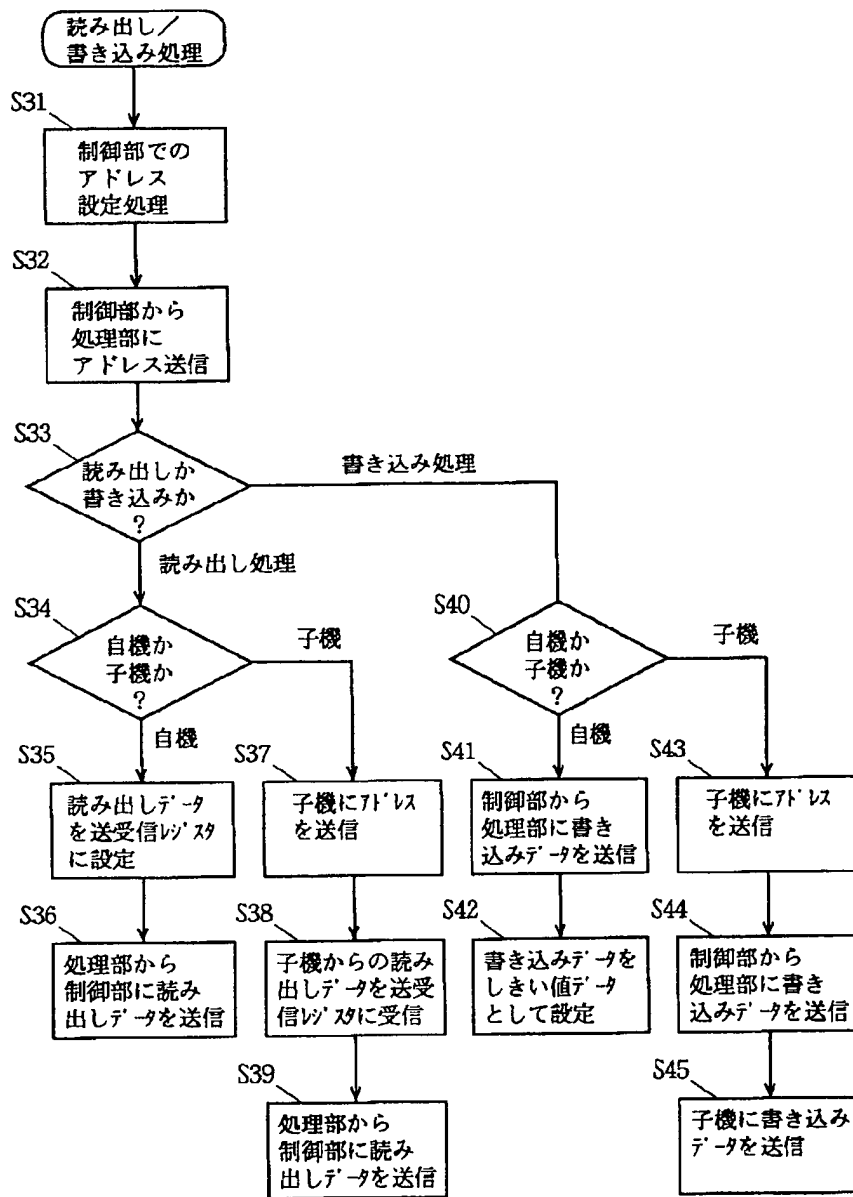 読み出し／
書き込み処理
S31
制御部での
アドレス
設定処理
S32
制御部から
処理部に
アドレス送信
S33
読み出しか
書き込みか
？
書き込み処理
読み出し処理
S34
自機か
子機か
？
子機
自機
S35
読み出しデータ
を送受信レジスタ
に設定
S36
処理部から
制御部に読み
出しデータを送信
S37
子機にアドレス
を送信
S38
子機からの読み
出しデータを送受
信レジスタに受信
S39
処理部から
制御部に読み
出しデータを送信
S40
自機か
子機か
？
子機
自機
S41
制御部から
処理部に書き
込みデータを送信
S42
書き込みデータを
しきい値データ
として設定
S43
子機にアドレス
を送信
S44
制御部から
処理部に書き
込みデータを送信
S45
子機に書き込み
データを送信